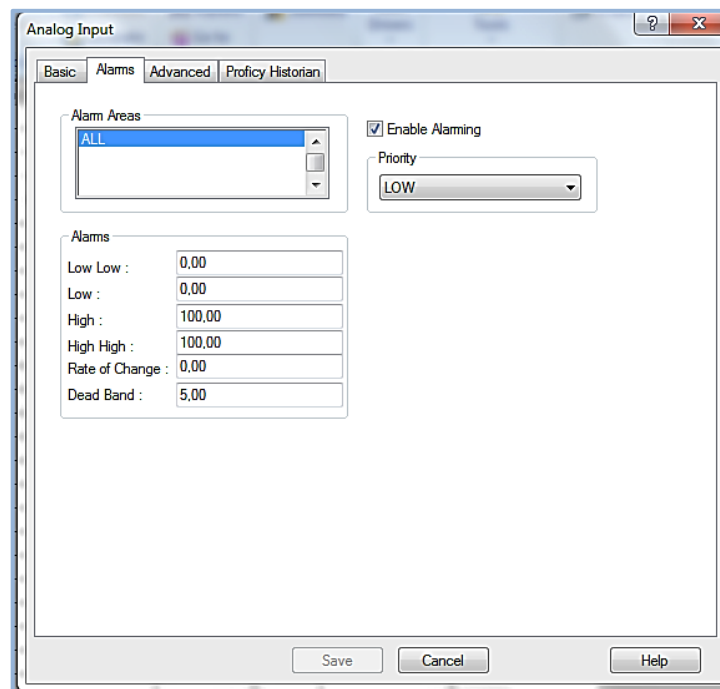 Analog Input
?
X
Basic Alarms Advanced Proficy Historian
Alarm Areas
ALL
Enable Alarming
Priority
LOW
Alarms
Low Low : 0,00
Low : 0,00
High : 100,00
High High : 100,00
Rate of Change : 0,00
Dead Band : 5,00
Save Cancel Help